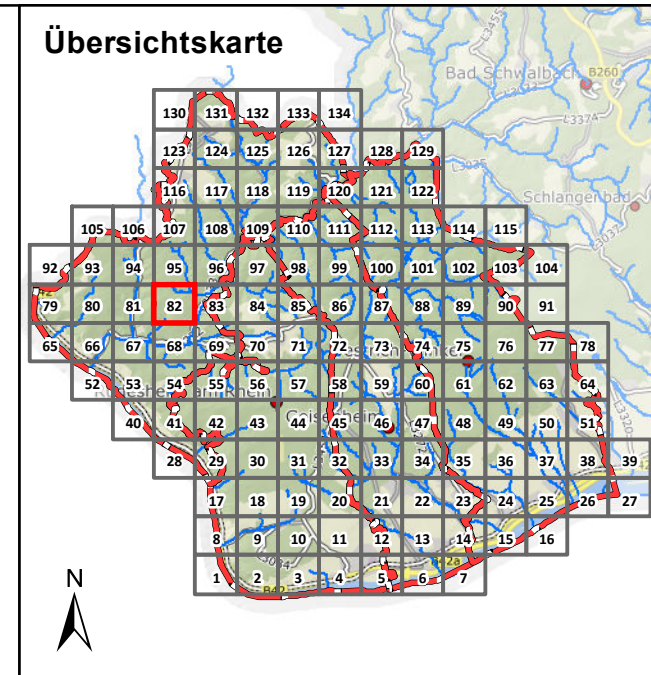 Übersichtskarte
Bad Schwalbach
B260
L3455
L3374
L3035
Schlangenbad
L3037
130 131 132 133 134
123 124 125 126 127 128 129
116 117 118 119 120 121 122
105 106 107 108 109 110 111 112 113 114 115
92 93 94 95 96 97 98 99 100 101 102 103 104
79 80 81 82 83 84 85 86 87 88 89 90 91
65 66 67 68 69 70 71 72 73 74 75 76 77 78
52 53 54 55 56 57 58 59 60 61 62 63 64
Geisenheim
40 41 42 43 44 45 46 47 48 49 50 51
L3320
28 29 30 31 32 33 34 35 36 37 38 39
17 18 19 20 21 22 23 24 25 26 27
8 9 10 11 12 13 14 15 16
L3034
B42a
1 2 3 4 5 6 7
B42
N